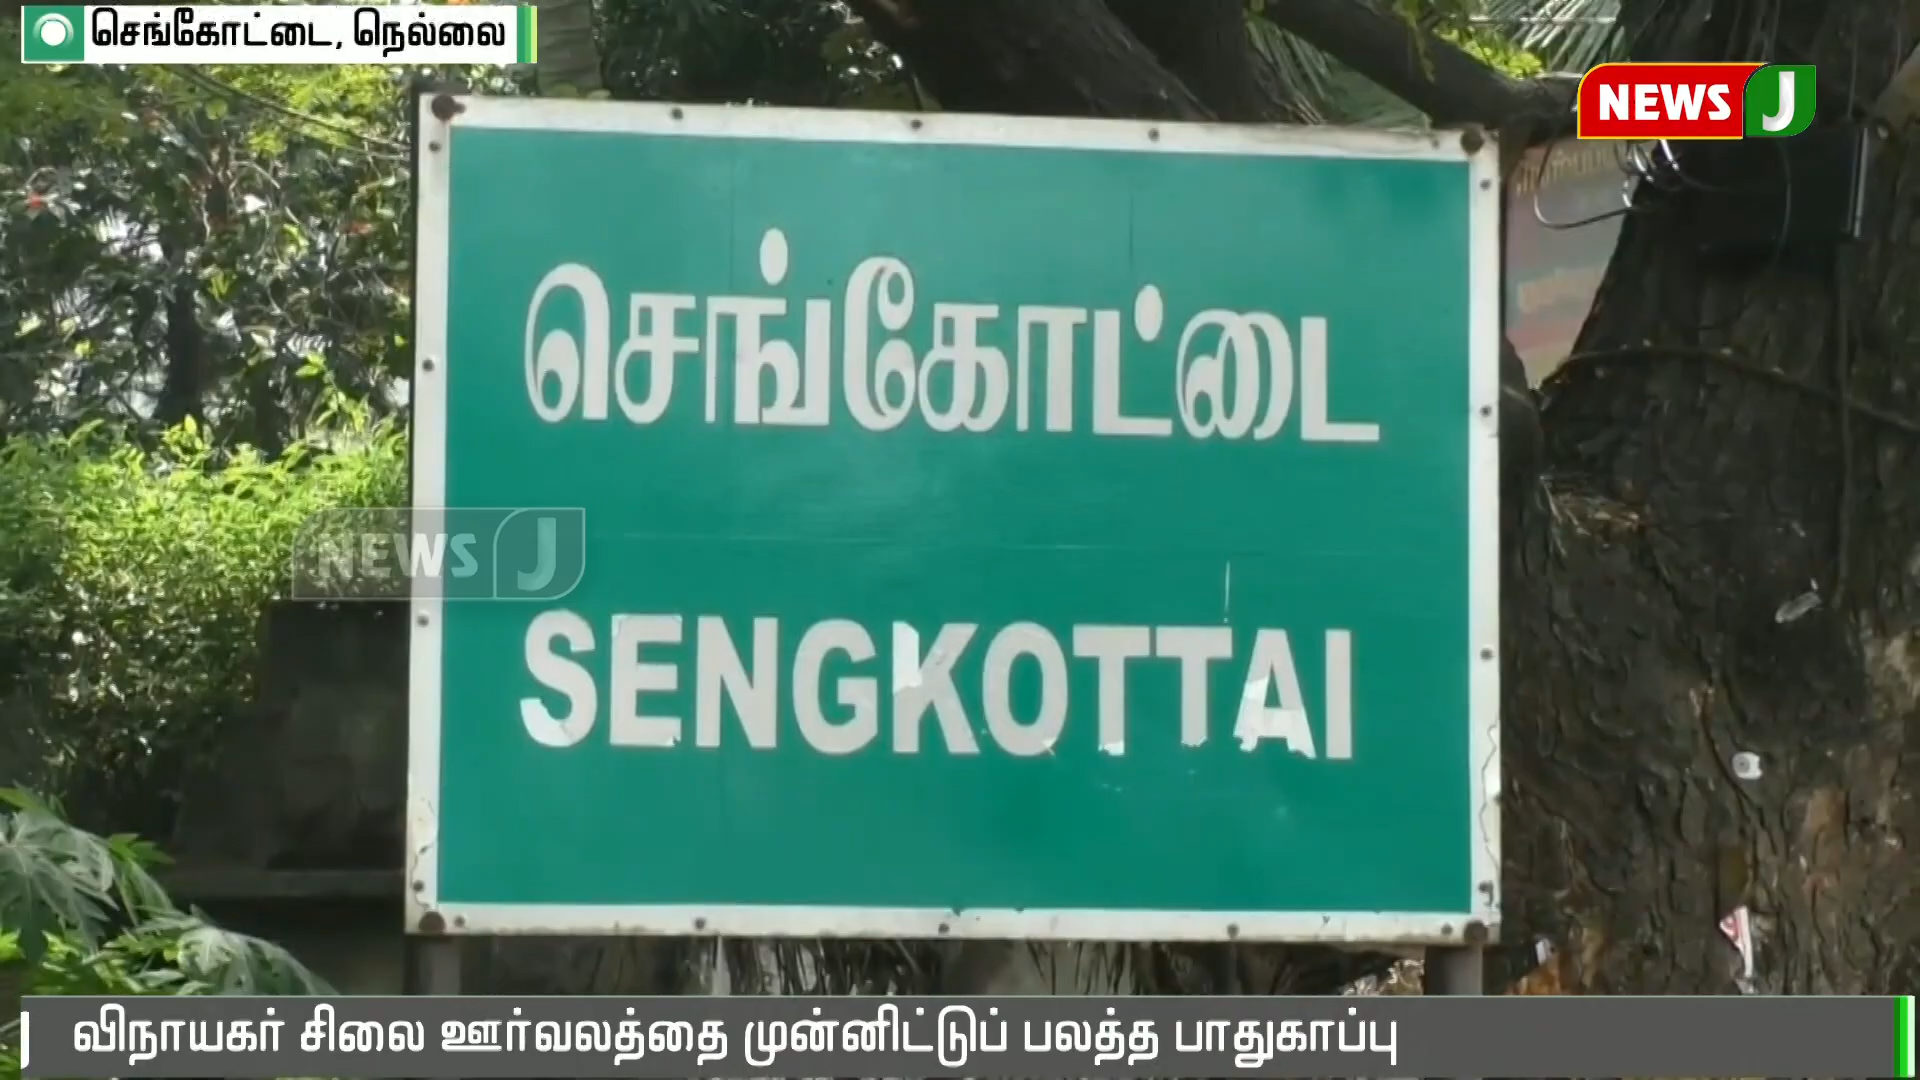 செங்கோட்டை, நெல்லை
NEWS J
செங்கோட்டை
NEWS J
SENGKOTTAI
விநாயகர் சிலை ஊர்வலத்தை முன்னிட்டுப் பலத்த பாதுகாப்பு